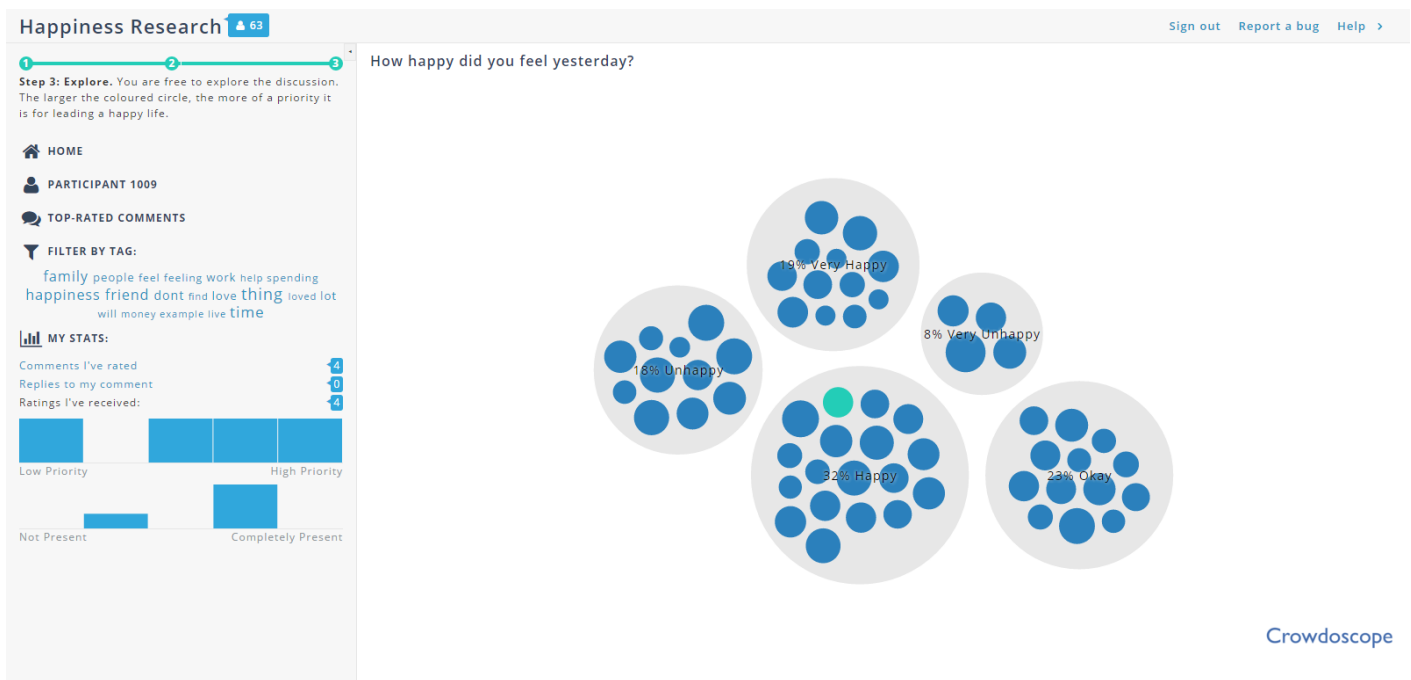 Happiness Research 63
Sign out Report a bug Help >
1 2 3
Step 3: Explore. You are free to explore the discussion.
The larger the coloured circle, the more of a priority it
is for leading a happy life.
HOME
PARTICIPANT 1009
TOP-RATED COMMENTS
FILTER BY TAG:
family people feel feeling work help spending
happiness friend dont find love thing loved lot
will money example live time
MY STATS:
Comments I've rated 4
Replies to my comment 0
Ratings I've received: 4
Low Priority High Priority
Not Present Completely Present
How happy did you feel yesterday?
19% Very Happy
8% Very Unhappy
18% Unhappy
32% Happy
23% Okay
Crowdoscope